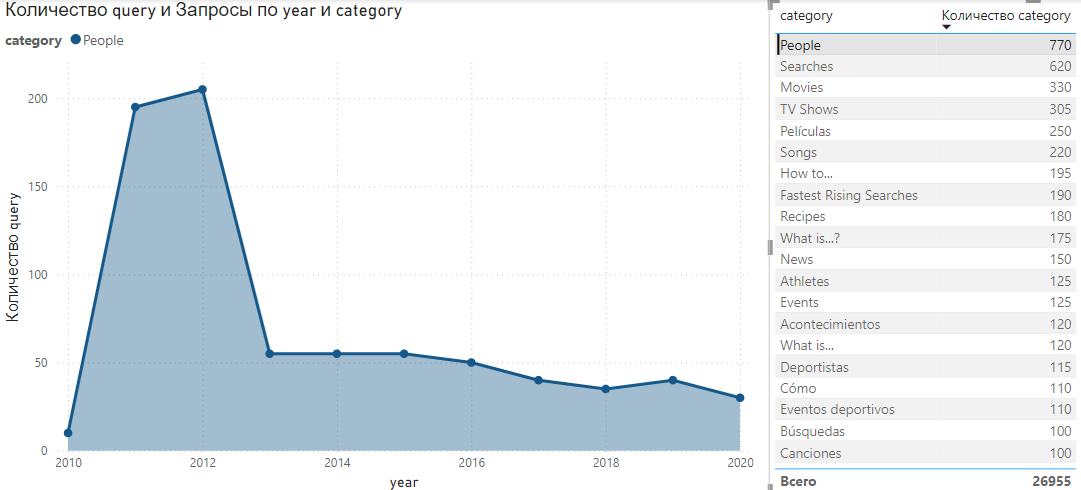 Количество query и Запросы по year и category
category People
Количество query
200
150
100
50
0
2010 2012 2014 2016 2018 2020
year
category Количество category
People 770
Searches 620
Movies 330
TV Shows 305
Películas 250
Songs 220
How to... 195
Fastest Rising Searches 190
Recipes 180
What is...? 175
News 150
Athletes 125
Events 125
Acontecimientos 120
What is... 120
Deportistas 115
Cómo 110
Eventos deportivos 110
Búsquedas 100
Canciones 100
Всего 26955